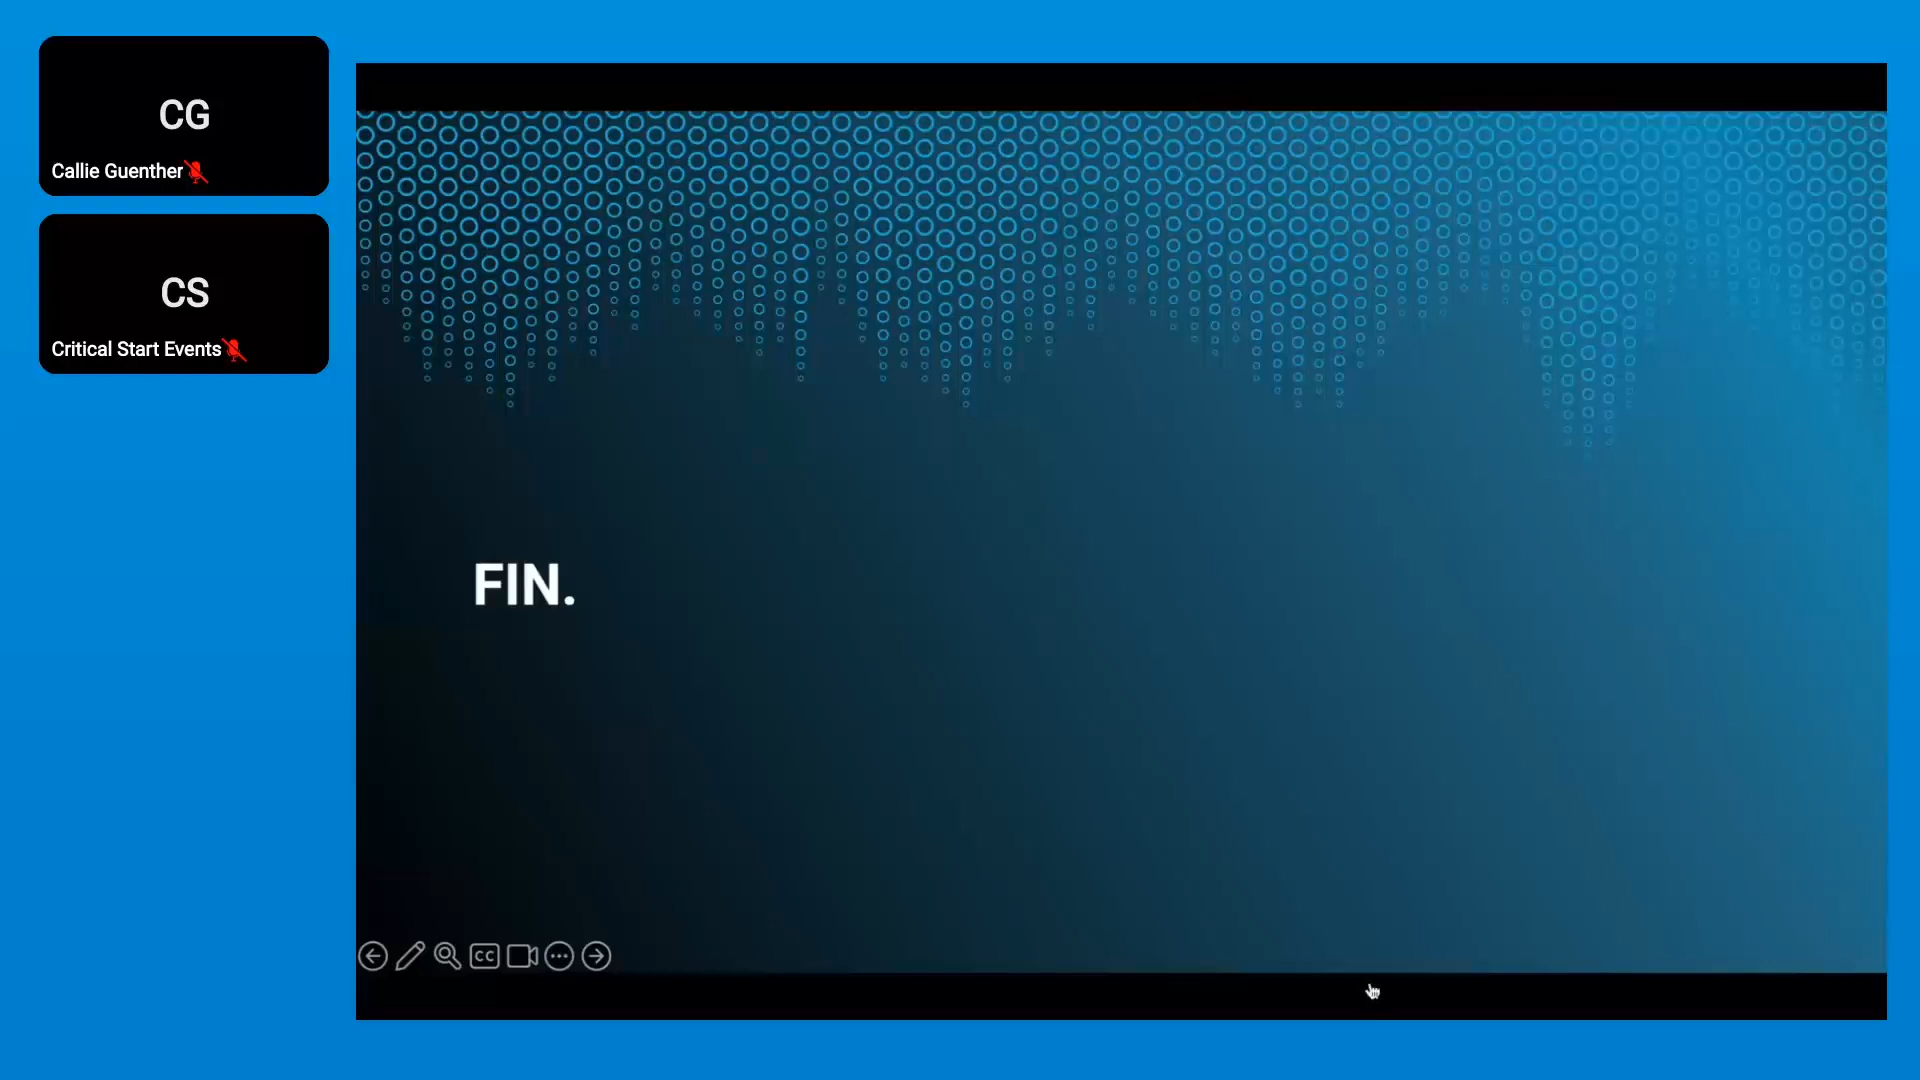 CG
Callie Guenther
CS
Critical Start Events
FIN.
CC